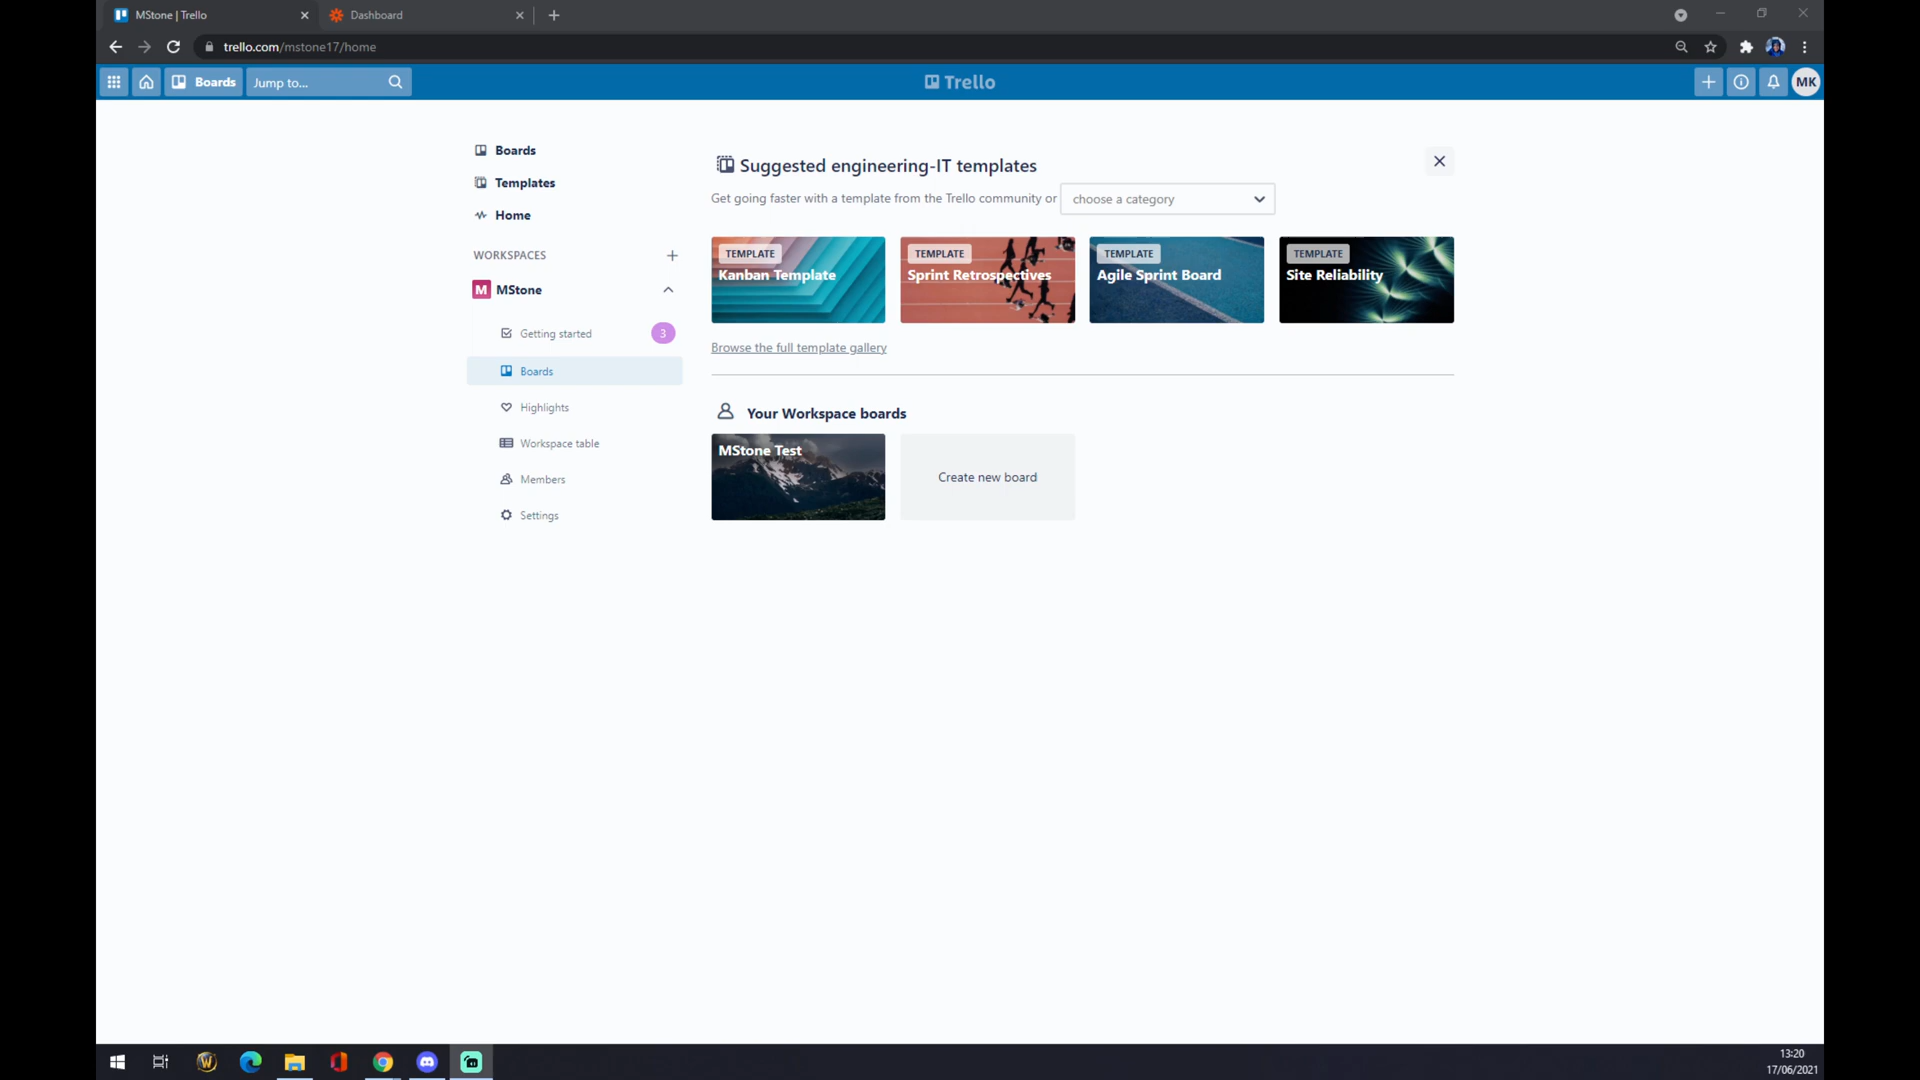 MStone | Trello
Dashboard
trello.com/mstone17/home
Boards
Jump to...
Trello
MK
Boards
Templates
Home
WORKSPACES
M MStone
Getting started 3
Boards
Highlights
Workspace table
Members
Settings
Suggested engineering-IT templates
Get going faster with a template from the Trello community or choose a category
TEMPLATE
Kanban Template
TEMPLATE
Sprint Retrospectives
TEMPLATE
Agile Sprint Board
TEMPLATE
Site Reliability
Browse the full template gallery
Your Workspace boards
MStone Test
Create new board
W
13:20
17/06/2021